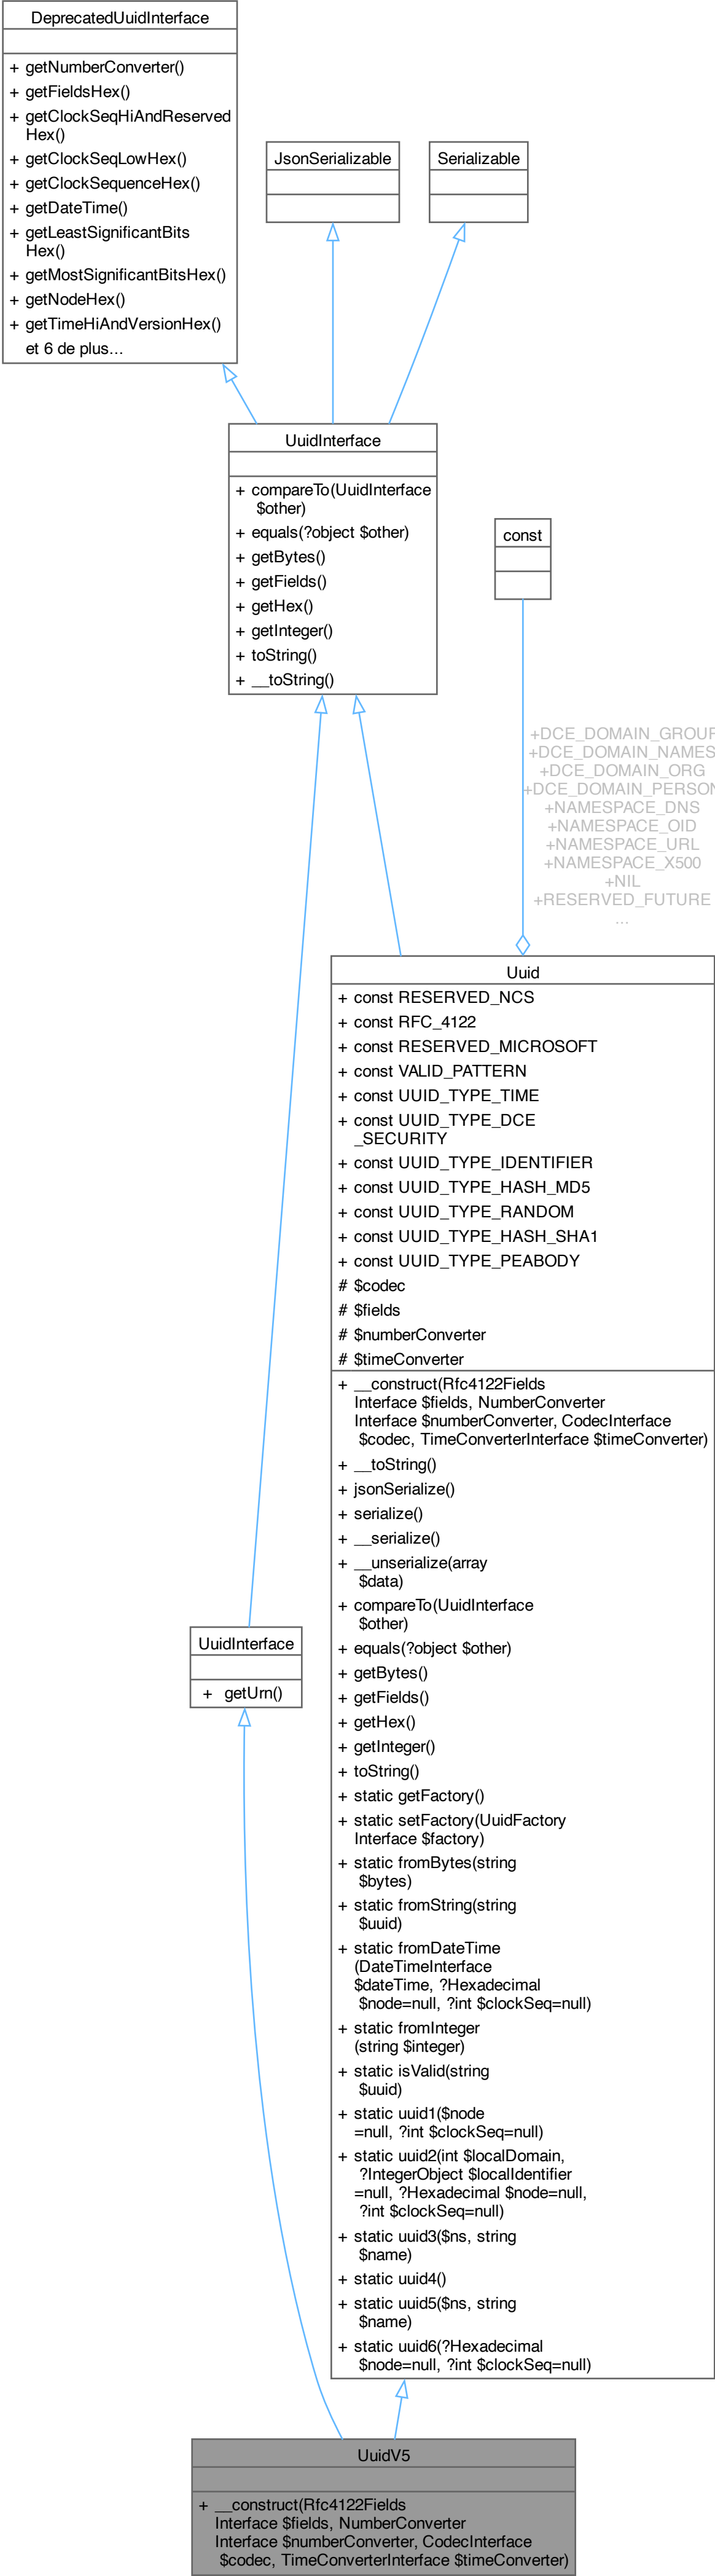 DeprecatedUuidInterface
+ getNumberConverter()
+ getFieldsHex()
+ getClockSeqHiAndReserved
Hex()
+ getClockSeqLowHex()
+ getClockSequenceHex()
+ getDateTime()
+ getLeastSignificantBits
Hex()
+ getMostSignificantBitsHex()
+ getNodeHex()
+ getTimeHiAndVersionHex()
et 6 de plus...
JsonSerializable
Serializable
UuidInterface
+ compareTo(UuidInterface
$other)
+ equals(?object $other)
+ getBytes()
+ getFields()
+ getHex()
+ getInteger()
+ toString()
+ __toString()
const
+DCE_DOMAIN_GROUP
+DCE_DOMAIN_NAMES
+DCE_DOMAIN_ORG
+DCE_DOMAIN_PERSON
+NAMESPACE_DNS
+NAMESPACE_OID
+NAMESPACE_URL
+NAMESPACE_X500
+NIL
+RESERVED_FUTURE
...
Uuid
+ const RESERVED_NCS
+ const RFC_4122
+ const RESERVED_MICROSOFT
+ const VALID_PATTERN
+ const UUID_TYPE_TIME
+ const UUID_TYPE_DCE
_SECURITY
+ const UUID_TYPE_IDENTIFIER
+ const UUID_TYPE_HASH_MD5
+ const UUID_TYPE_RANDOM
+ const UUID_TYPE_HASH_SHA1
+ const UUID_TYPE_PEABODY
# $codec
# $fields
# $numberConverter
# $timeConverter
+ __construct(Rfc4122Fields
Interface $fields, NumberConverter
Interface $numberConverter, CodecInterface
$codec, TimeConverterInterface $timeConverter)
+ __toString()
+ jsonSerialize()
+ serialize()
+ __serialize()
+ __unserialize(array
$data)
+ compareTo(UuidInterface
$other)
+ equals(?object $other)
+ getBytes()
+ getFields()
+ getHex()
+ getInteger()
+ toString()
+ static getFactory()
+ static setFactory(UuidFactory
Interface $factory)
+ static fromBytes(string
$bytes)
+ static fromString(string
$uuid)
+ static fromDateTime
(DateTimeInterface
$dateTime, ?Hexadecimal
$node=null, ?int $clockSeq=null)
+ static fromInteger
(string $integer)
+ static isValid(string
$uuid)
+ static uuid1($node
=null, ?int $clockSeq=null)
+ static uuid2(int $localDomain,
?IntegerObject $localIdentifier
=null, ?Hexadecimal $node=null,
?int $clockSeq=null)
+ static uuid3($ns, string
$name)
+ static uuid4()
+ static uuid5($ns, string
$name)
+ static uuid6(?Hexadecimal
$node=null, ?int $clockSeq=null)
UuidInterface
+ getUrn()
UuidV5
+ __construct(Rfc4122Fields
Interface $fields, NumberConverter
Interface $numberConverter, CodecInterface
$codec, TimeConverterInterface $timeConverter)